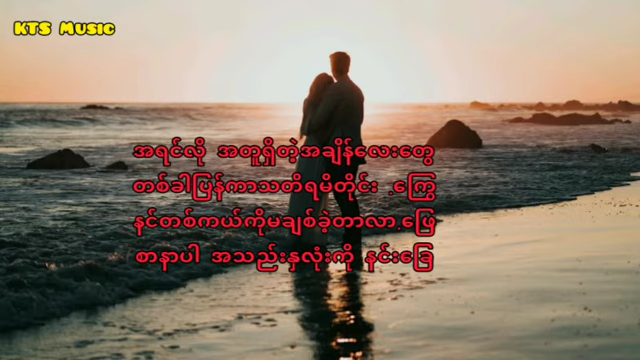 KTS Music
အရင်လို အတူရှိတဲ့အချိန်လေးတွေ
တစ်ခါပြန်ကာသတိရမိတိုင်း .ကြွေ
နင်တစ်ကယ်ကိုမချစ်ခဲ့တာလာ.ဖြေ
စာနာပါ အသည်းနှလုံးကို နင်းခြေ